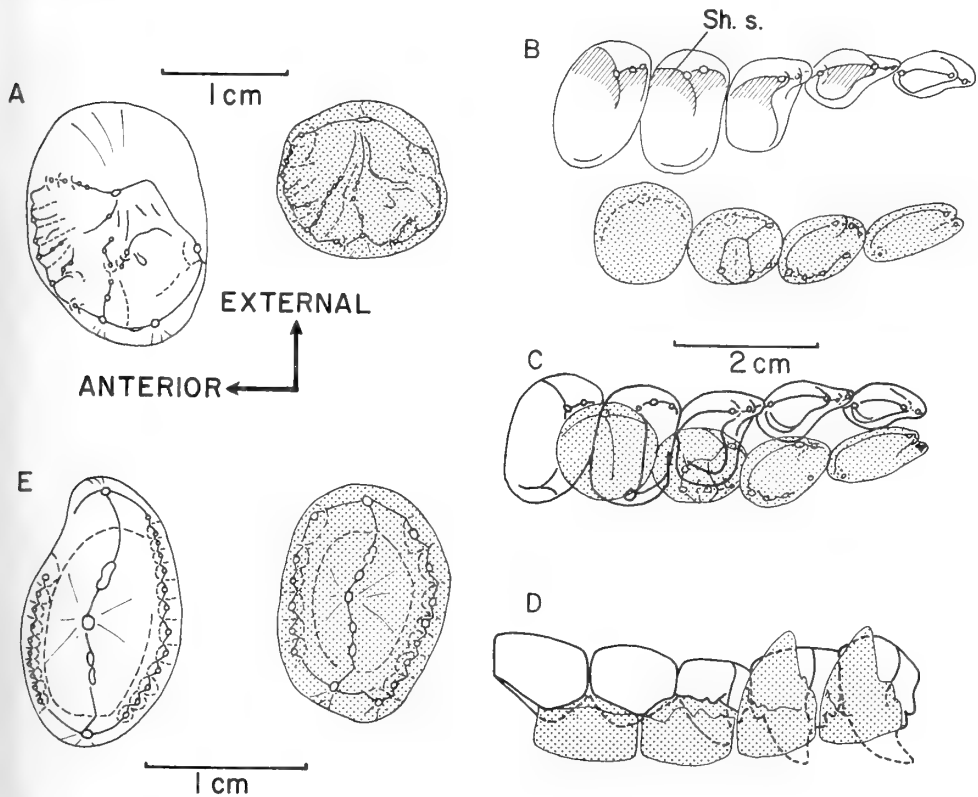 A
1 cm
B
Sh. s.
EXTERNAL
ANTERIOR
2 cm
C
E
D
1 cm